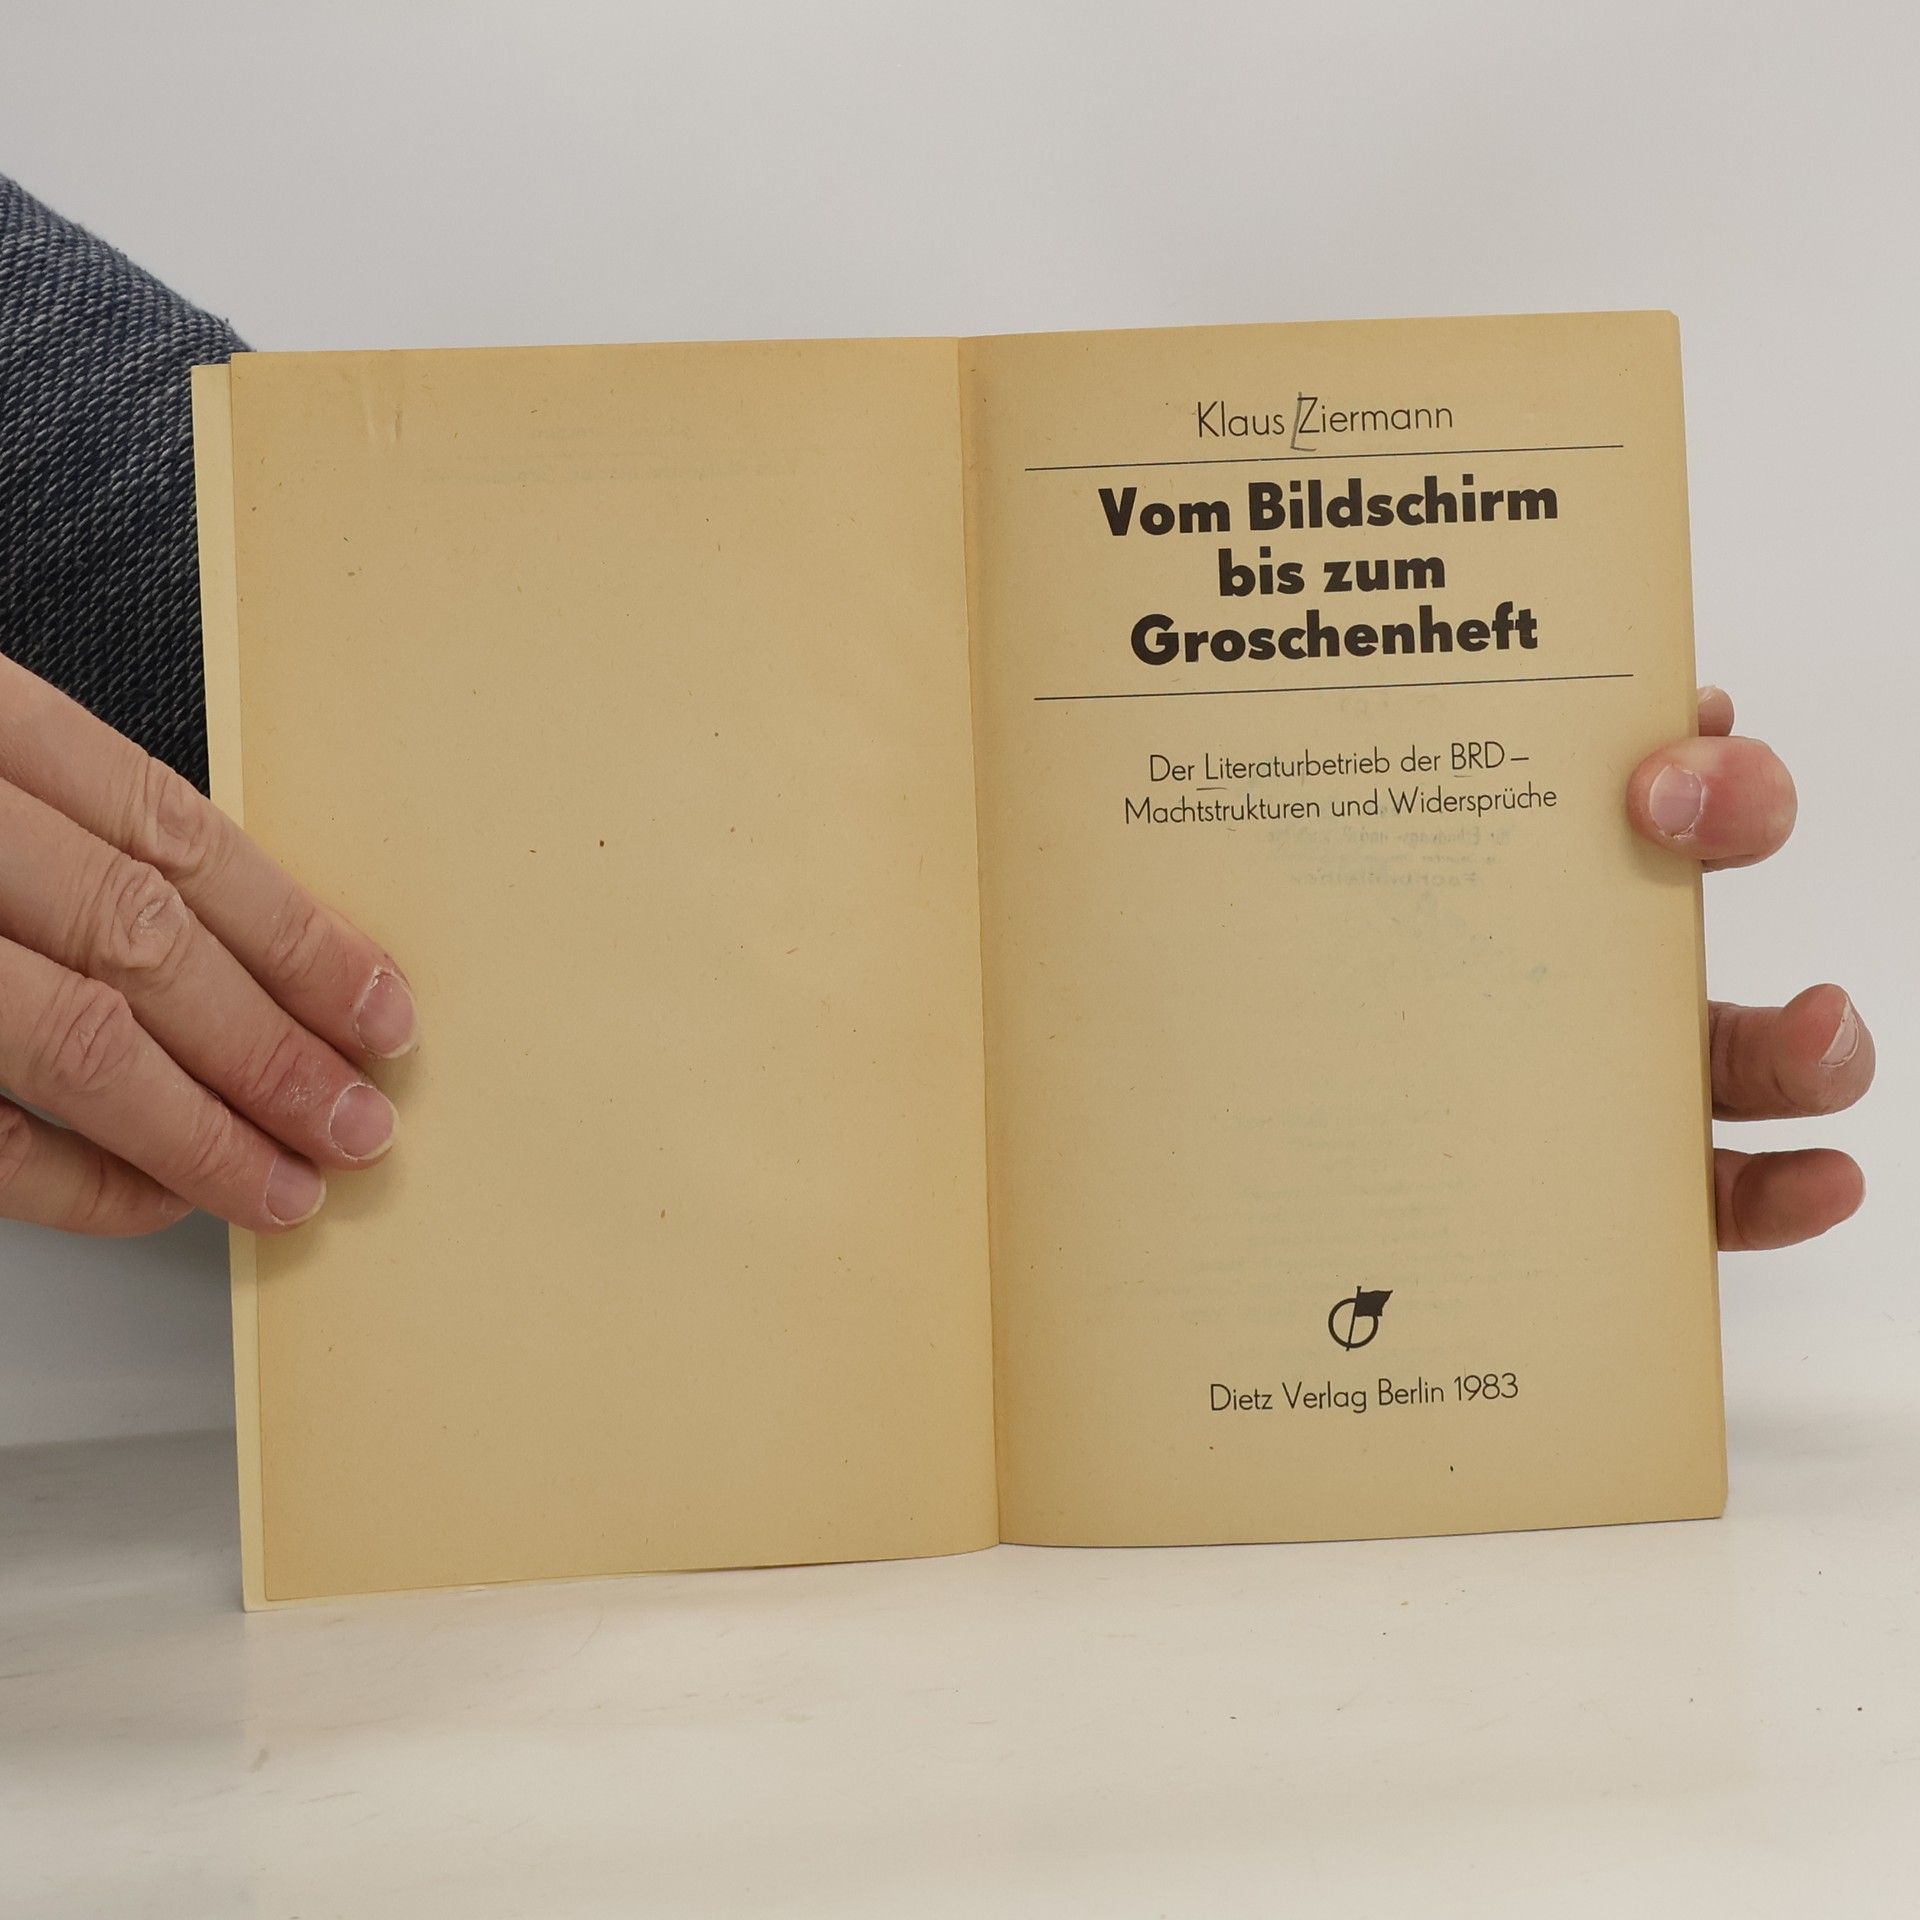 Klaus Ziermann
Vom Bildschirm
bis zum
Groschenheft
Der Literaturbetrieb der BRD –
Machtstrukturen und Widersprüche
Dietz Verlag Berlin 1983